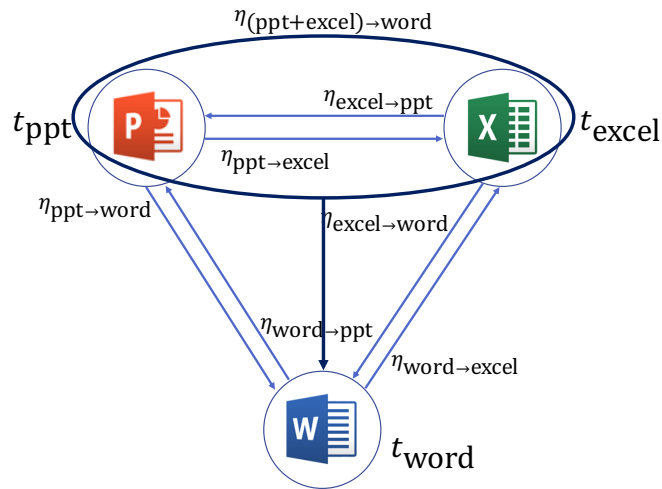 η(ppt+excel)→word
tppt
P
ηexcel→ppt
X
texcel
ηppt→excel
ηppt→word
ηexcel→word
ηword→ppt
ηword→excel
W
tword